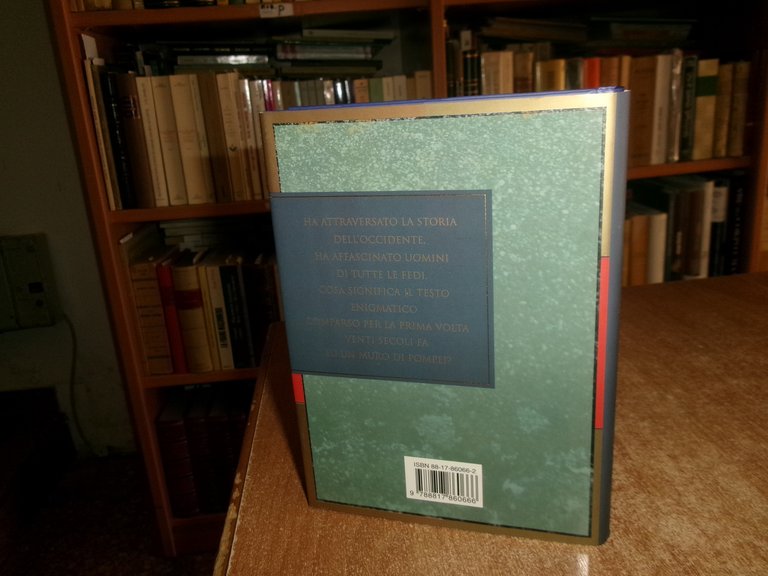 HA ATTRAVERSATO LA STORIA
DELL'OCCIDENTE,
HA AFFASCINATO UOMINI
DI TUTTE LE FEDI.
COSA SIGNIFICA IL TESTO
ENIGMATICO
COMPARSO PER LA PRIMA VOLTA
VENTI SECOLI FA
SU UN MURO DI POMPEI?
ISBN 88-17-86066-2
9 788817 860666
P